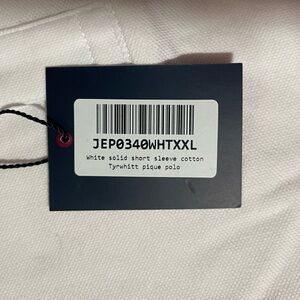 JEP0340WHTXXL
White solid short sleeve cotton
Tyrwhitt pique polo